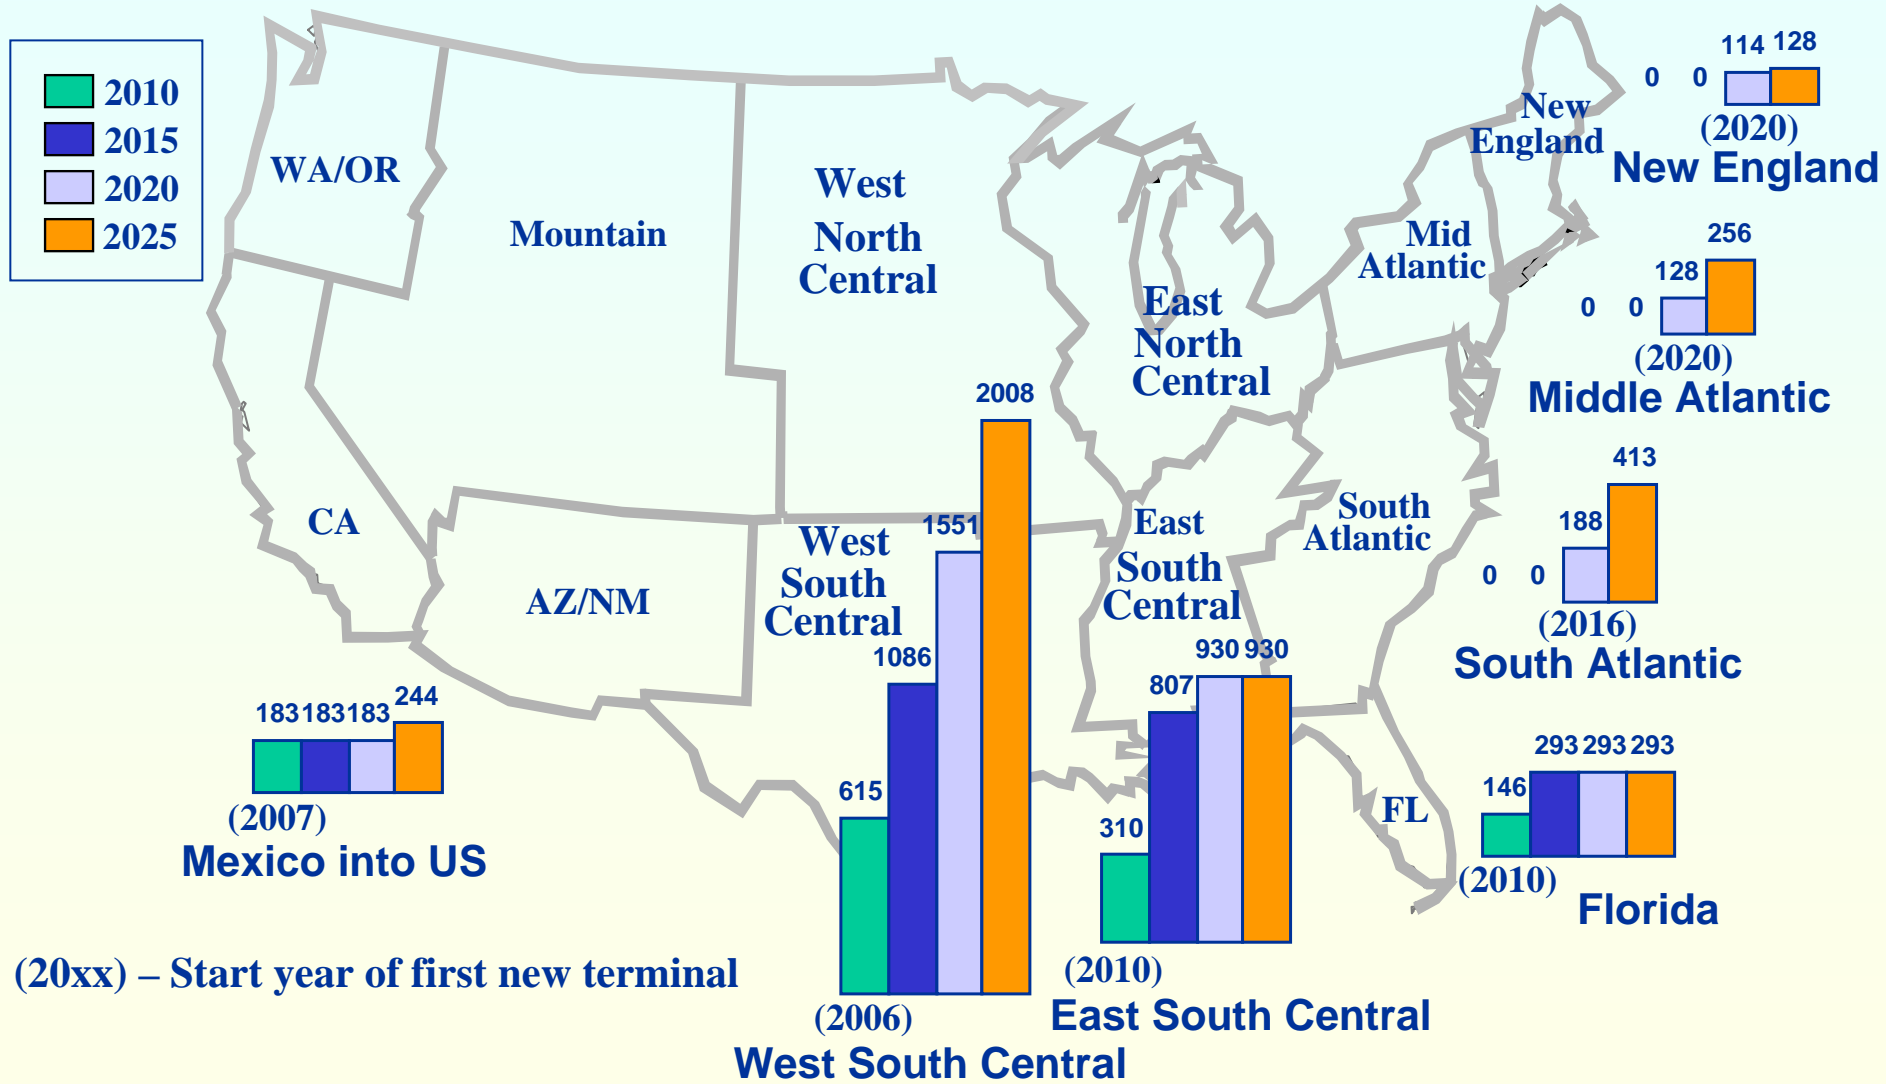 2010
2015
2020
2025
WA/OR
Mountain
West
North
Central
East
North
Central
New
England
Mid
Atlantic
CA
AZ/NM
West
South
Central
East
South
Central
South
Atlantic
FL
0 0 114 128
(2020)
New England
0 0 128 256
(2020)
Middle Atlantic
0 0 188 413
(2016)
South Atlantic
146 293 293 293
(2010)
Florida
310 807 930 930
(2010)
East South Central
615 1086 1551 2008
(2006)
West South Central
183 183 183 244
(2007)
Mexico into US
(20xx) – Start year of first new terminal